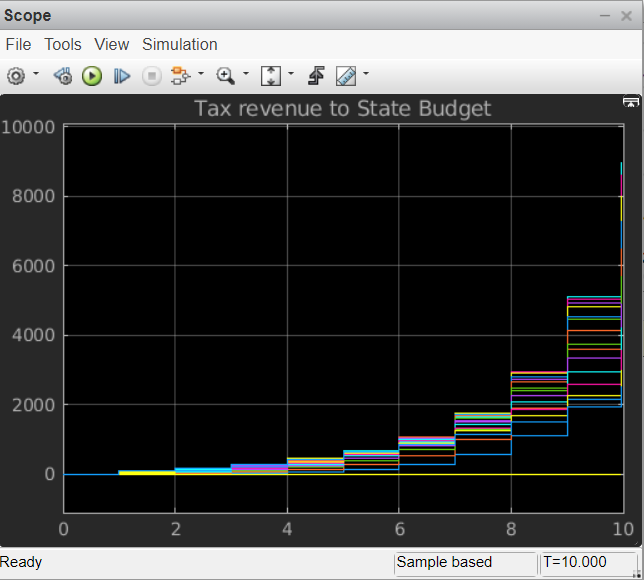 Scope
File Tools View Simulation
Tax revenue to State Budget
10000
8000
6000
4000
2000
0
0 2 4 6 8 10
Ready Sample based T=10.000